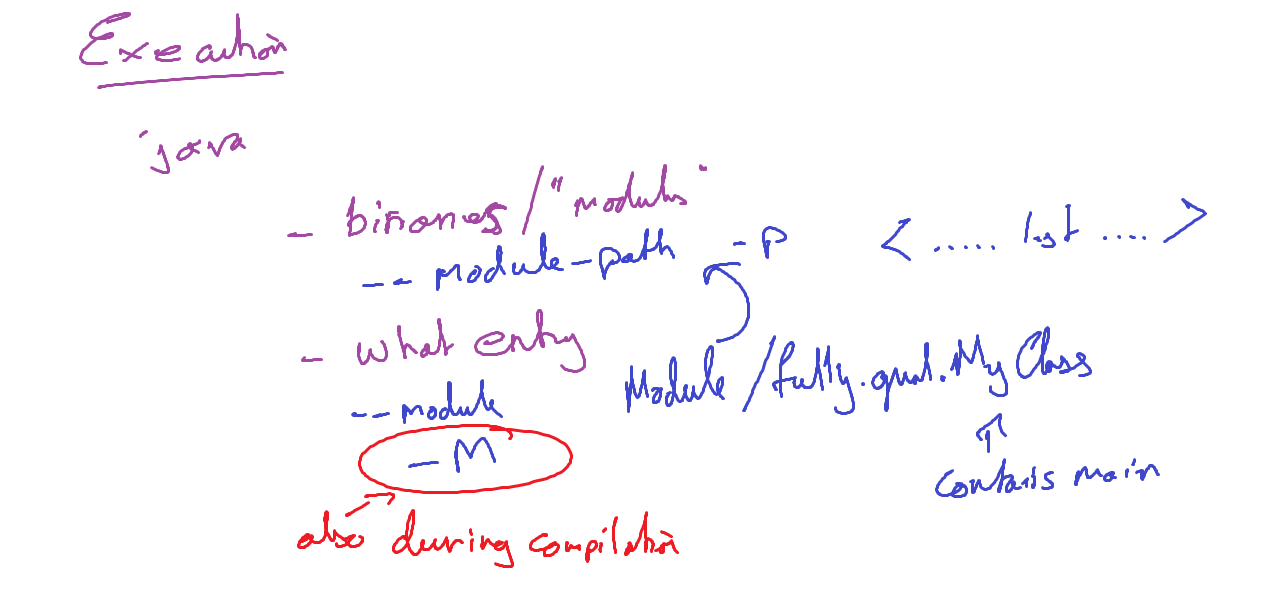 Execution
java
- binaries/"modules"
--module-path -p <..... list ....>
- what entry
--module Module/fully.qual.MyClass
-m
contains main
also during compilation